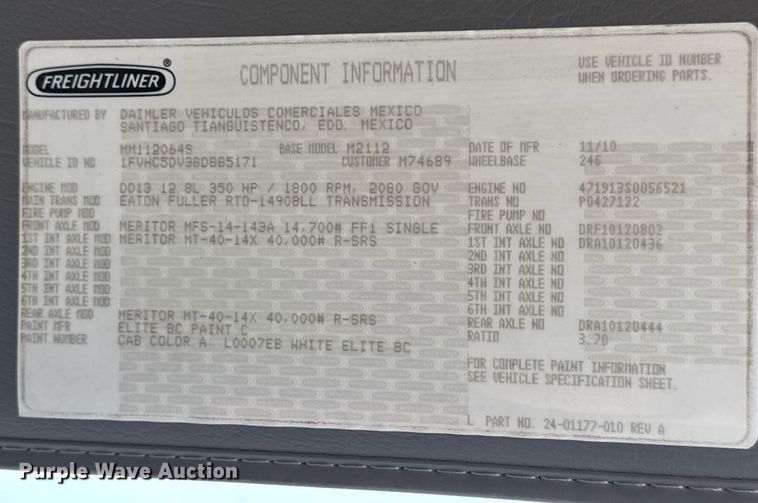 FREIGHTLINER®
COMPONENT INFORMATION
USE VEHICLE ID NUMBER
WHEN ORDERING PARTS.
MANUFACTURED BY DAIMLER VEHICULOS COMERCIALES MEXICO
SANTIAGO TIANGUISTENCO, EDO. MEXICO
MODEL MM112064S BASE MODEL M2112 DATE OF MFR 11/10
VEHICLE ID NO 1FVHC5DV3BDBB5171 CUSTOMER M74689 WHEELBASE 246
ENGINE MOD DD13 12.8L 350 HP / 1800 RPM, 2080 GOV ENGINE NO 471913S0056521
MAIN TRANS MOD EATON FULLER RTO-14908LL TRANSMISSION TRANS NO P0427122
FIRE PUMP MOD FIRE PUMP NO
FRONT AXLE MOD MERITOR MFS-14-143A 14,700# FF1 SINGLE FRONT AXLE NO DRF10120802
1ST INT AXLE MOD MERITOR MT-40-14X 40,000# R-SRS 1ST INT AXLE NO DRA10120436
2ND INT AXLE MOD 2ND INT AXLE NO
3RD INT AXLE MOD 3RD INT AXLE NO
4TH INT AXLE MOD 4TH INT AXLE NO
5TH INT AXLE MOD 5TH INT AXLE NO
6TH INT AXLE MOD 6TH INT AXLE NO
REAR AXLE MOD MERITOR MT-40-14X 40,000# R-SRS REAR AXLE NO DRA10120444
PAINT MFR ELITE BC PAINT C RATIO 3.70
PAINT NUMBER CAB COLOR A: L0007EB WHITE ELITE BC
FOR COMPLETE PAINT INFORMATION
SEE VEHICLE SPECIFICATION SHEET.
L PART NO. 24-01177-010 REV A
Purple Wave Auction